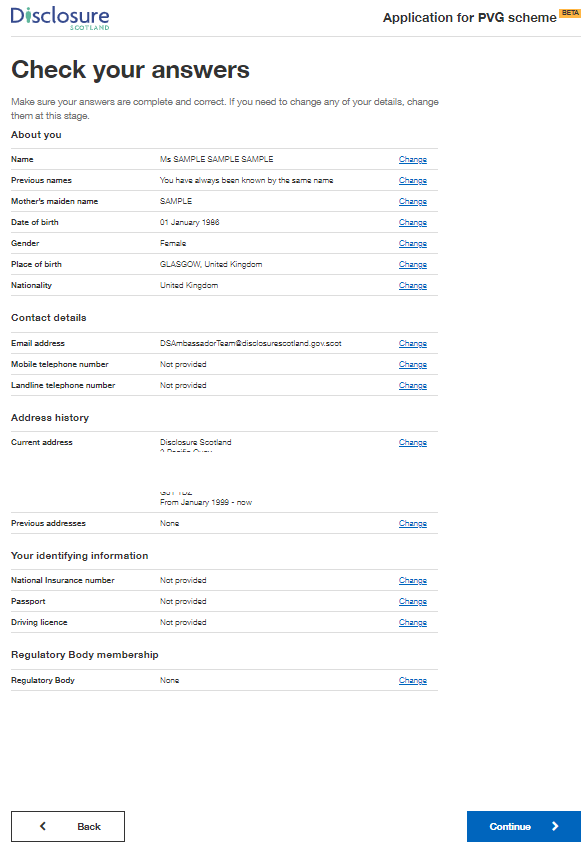 Disclosure
SCOTLAND
Application for PVG scheme BETA
Check your answers
Make sure your answers are complete and correct. If you need to change any of your details, change
them at this stage.
About you
Name Ms SAMPLE SAMPLE SAMPLE Change
Previous names You have always been known by the same name Change
Mother's maiden name SAMPLE Change
Date of birth 01 January 1986 Change
Gender Female Change
Place of birth GLASGOW, United Kingdom Change
Nationality United Kingdom Change
Contact details
Email address DSAmbassadorTeam@disclosurescotland.gov.scot Change
Mobile telephone number Not provided Change
Landline telephone number Not provided Change
Address history
Current address Disclosure Scotland Change
2 Pacific Quay
From January 1999 - now
Previous addresses None Change
Your identifying information
National Insurance number Not provided Change
Passport Not provided Change
Driving licence Not provided Change
Regulatory Body membership
Regulatory Body None Change
Back
Continue